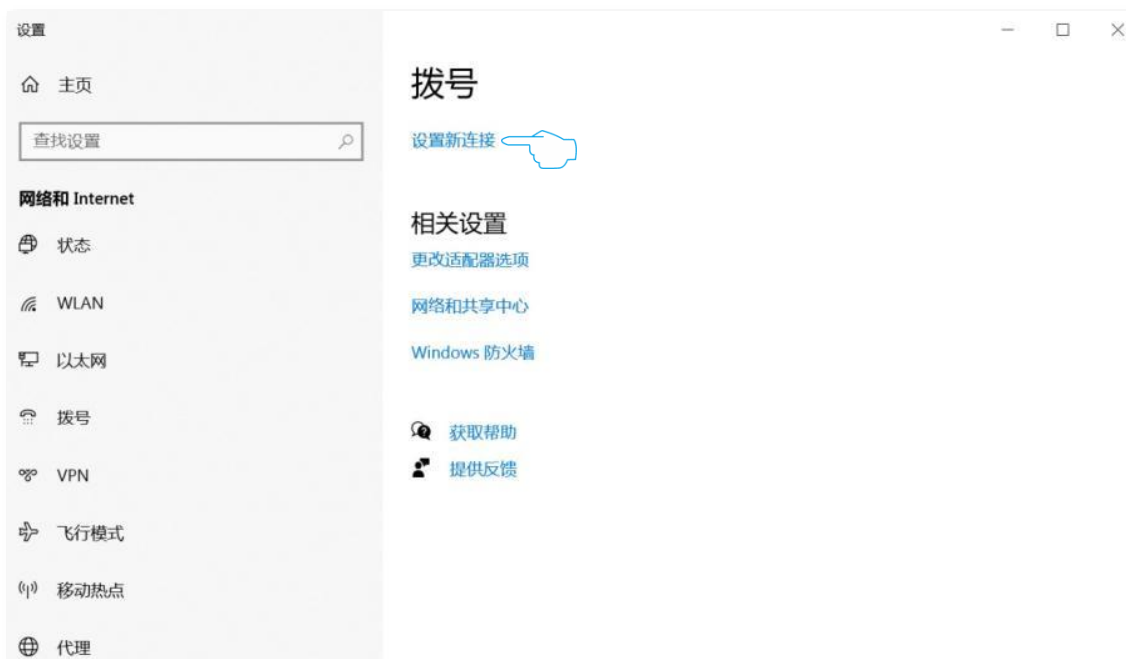 设置
主页
查找设置
网络和 Internet
状态
WLAN
以太网
拨号
VPN
飞行模式
移动热点
代理
拨号
设置新连接
相关设置
更改适配器选项
网络和共享中心
Windows 防火墙
获取帮助
提供反馈